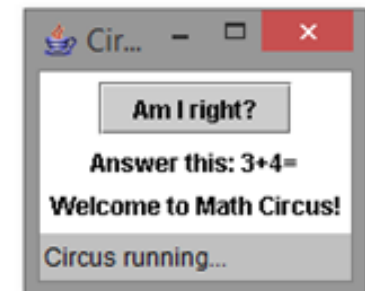 Cir...
Am I right?
Answer this: 3+4=
Welcome to Math Circus!
Circus running...